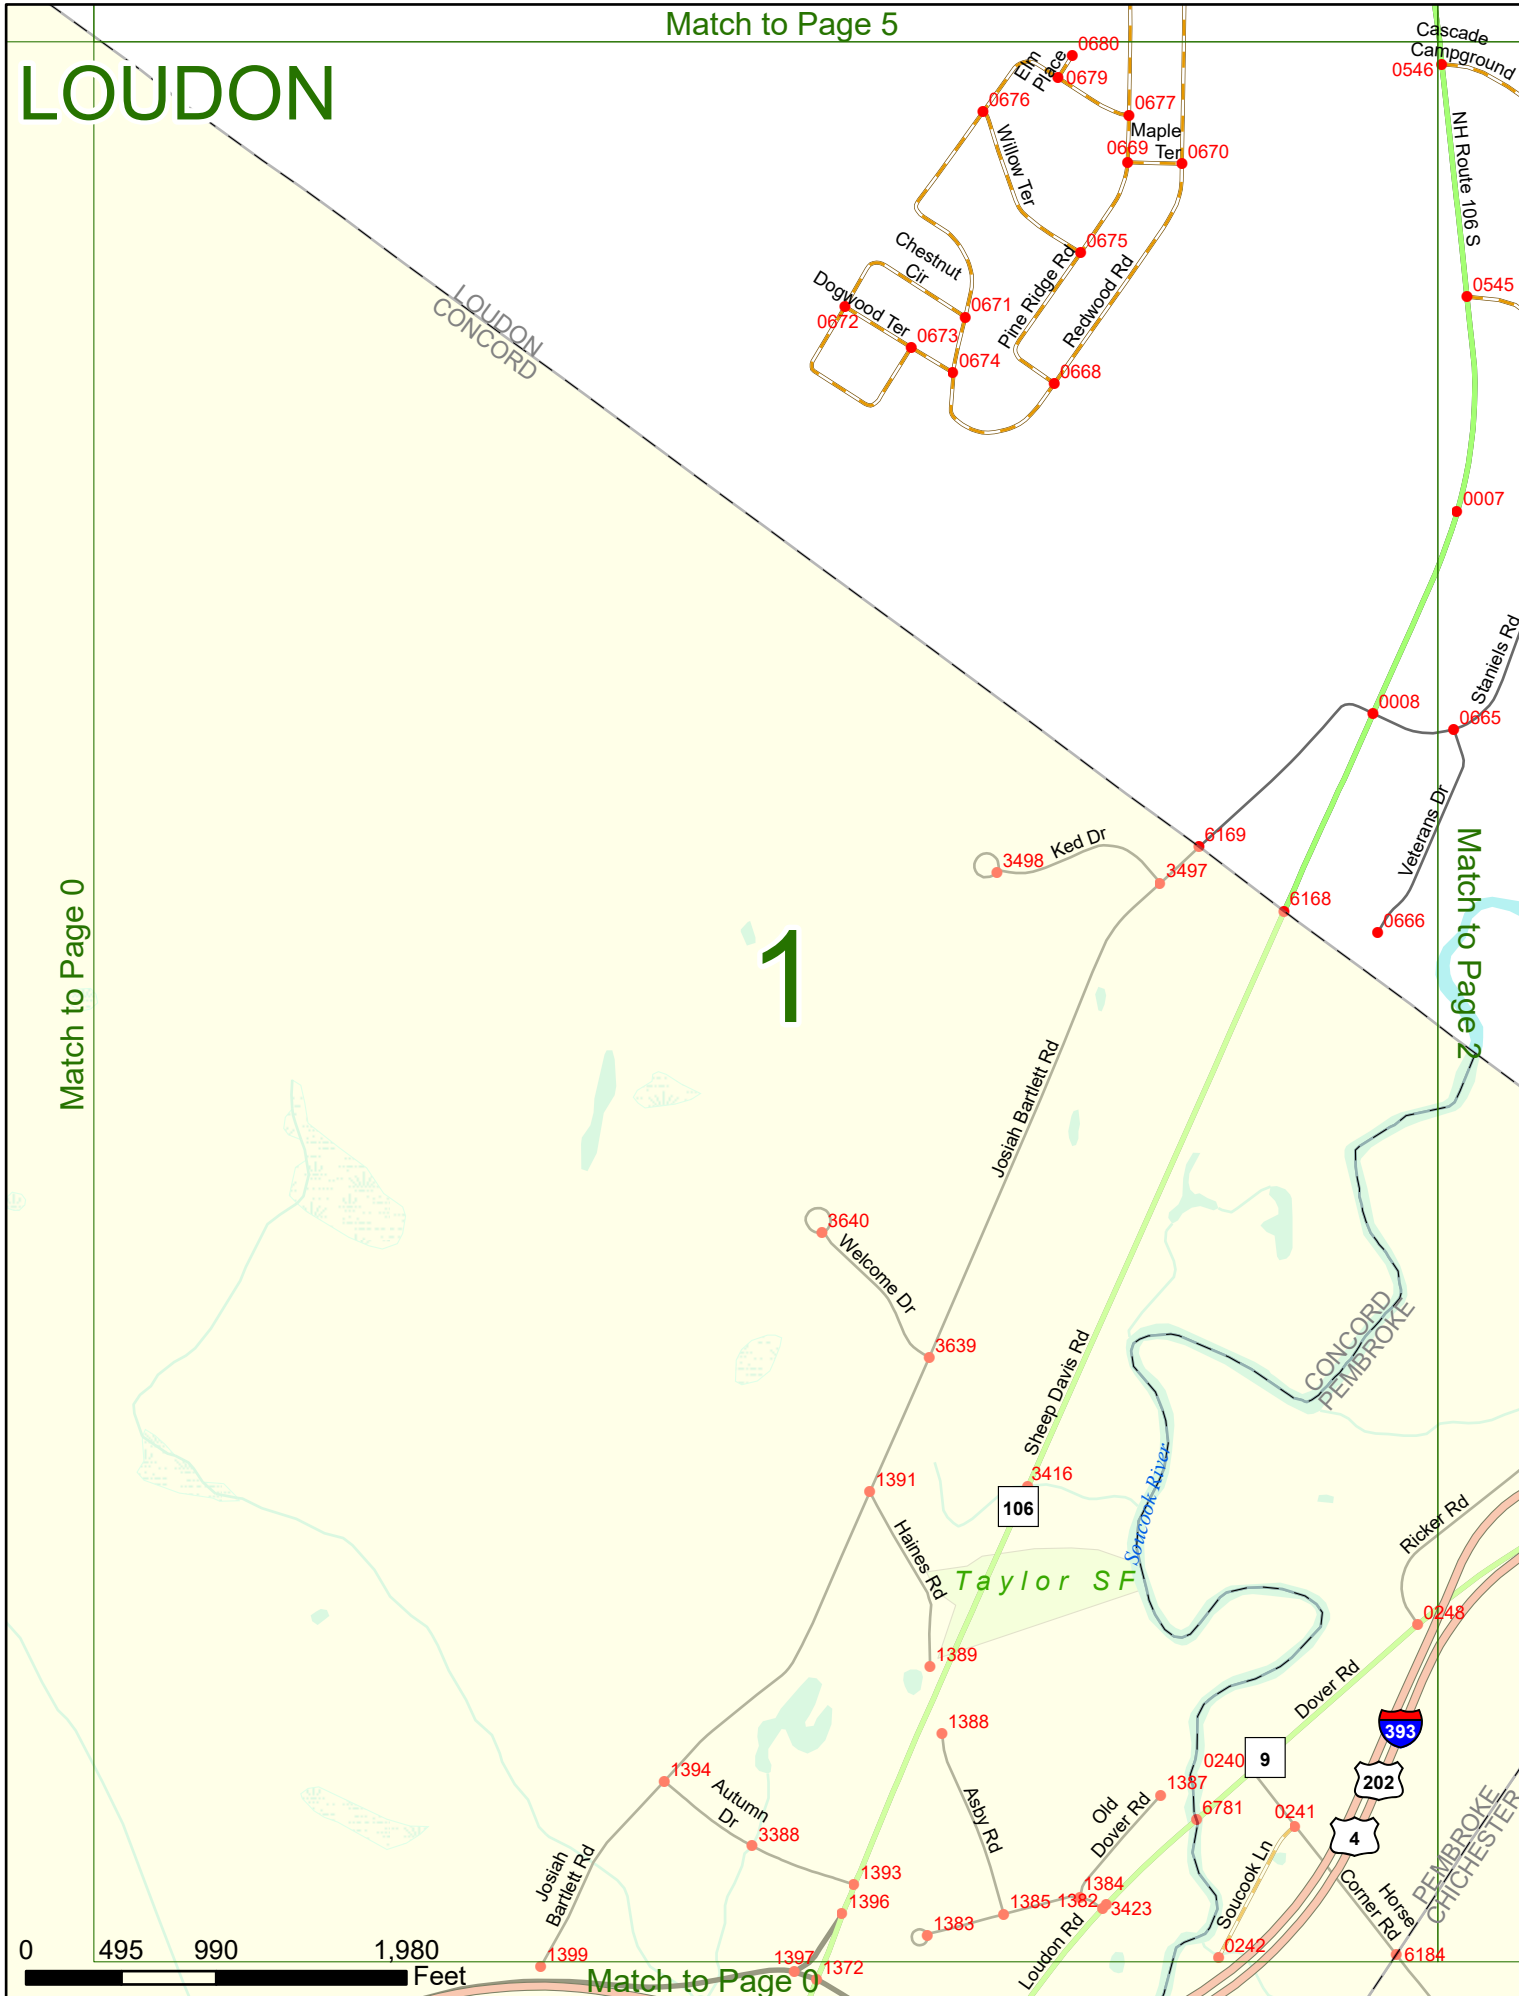 Match to Page 5
LOUDON
Cascade
Campground
0546
0680
Elm
Place
0679
0676
0677
Maple
Ter
0669
0670
Willow Ter
NH Route 106 S
0675
Chestnut
Cir
Pine Ridge Rd
Redwood Rd
0545
Dogwood Ter
0671
0672
0673
0674
0668
LOUDON
CONCORD
0007
Staniels Rd
0008
0665
Veterans Dr
6169
Ked Dr
3498
3497
6168
0666
Match to Page 0
1
Match to Page 2
Josiah Bartlett Rd
3640
Welcome Dr
3639
CONCORD
PEMBROKE
Sheep Davis Rd
3416
106
1391
Haines Rd
Soucook River
Taylor SF
Ricker Rd
0248
1389
Dover Rd
393
1388
0240
9
1394
Autumn
Dr
1387
202
Old
Dover Rd
6781
0241
4
Asby Rd
3388
Josiah
Bartlett Rd
Soucook Ln
PEMBROKE
CHICHESTER
1393
1384
1382
1396
1385
3423
Horse
Corner Rd
1383
Loudon Rd
0242
6184
0 495 990 1,980
Feet
1399
1397
1372
Match to Page 0